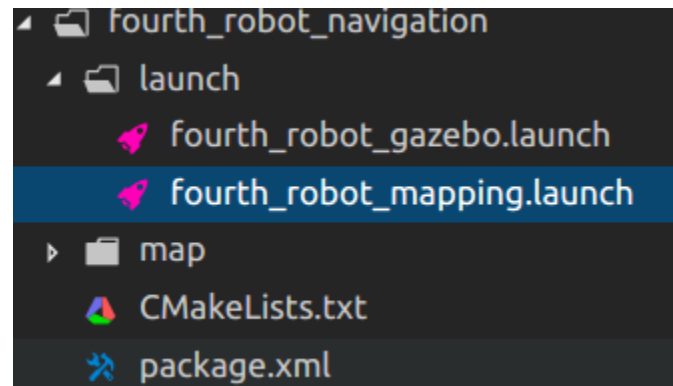 fourth_robot_navigation
launch
fourth_robot_gazebo.launch
fourth_robot_mapping.launch
map
CMakeLists.txt
package.xml